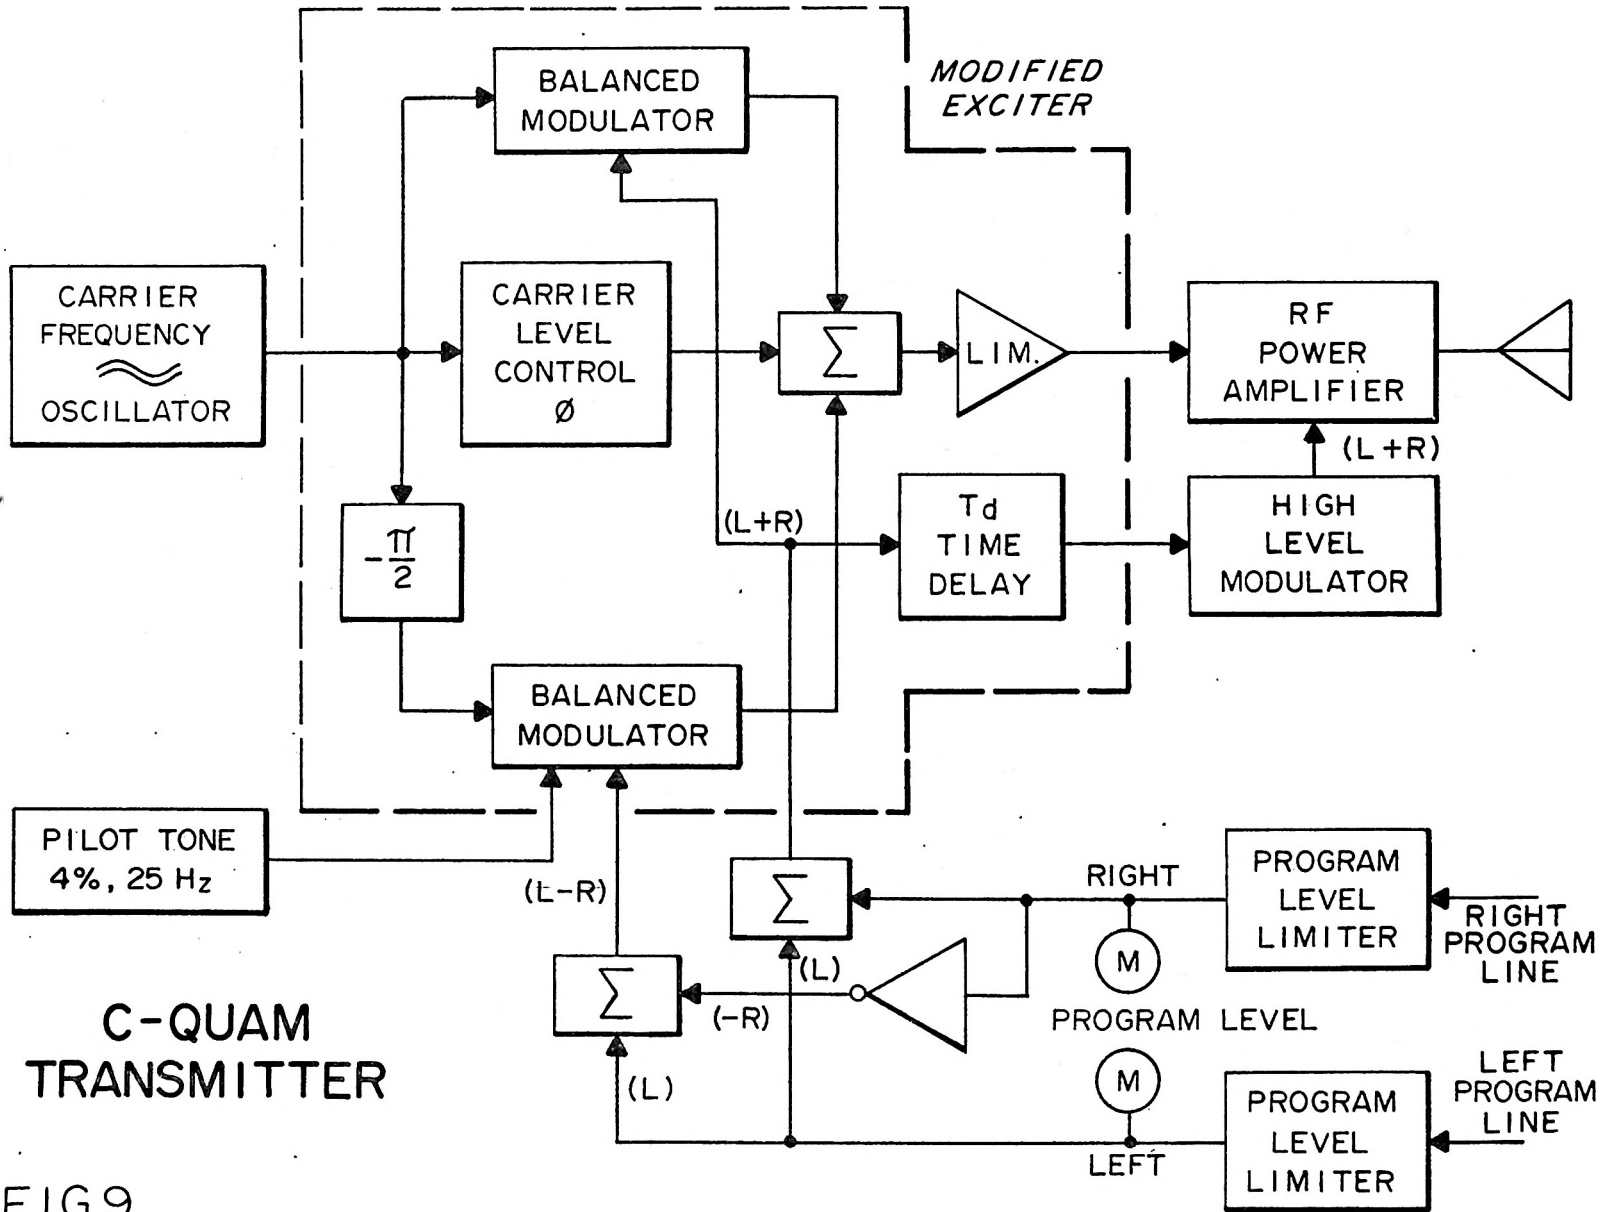 BALANCED
MODULATOR
MODIFIED
EXCITER
CARRIER
FREQUENCY
OSCILLATOR
CARRIER
LEVEL
CONTROL
Ø
Σ
LIM.
RF
POWER
AMPLIFIER
(L+R)
-π/2
(L+R)
Td
TIME
DELAY
HIGH
LEVEL
MODULATOR
BALANCED
MODULATOR
PILOT TONE
4%, 25 Hz
(L-R)
Σ
RIGHT
PROGRAM
LEVEL
LIMITER
RIGHT
PROGRAM
LINE
M
(L)
Σ
(-R)
PROGRAM LEVEL
C-QUAM
TRANSMITTER
(L)
M
LEFT
PROGRAM
LEVEL
LIMITER
LEFT
PROGRAM
LINE
FIG 9